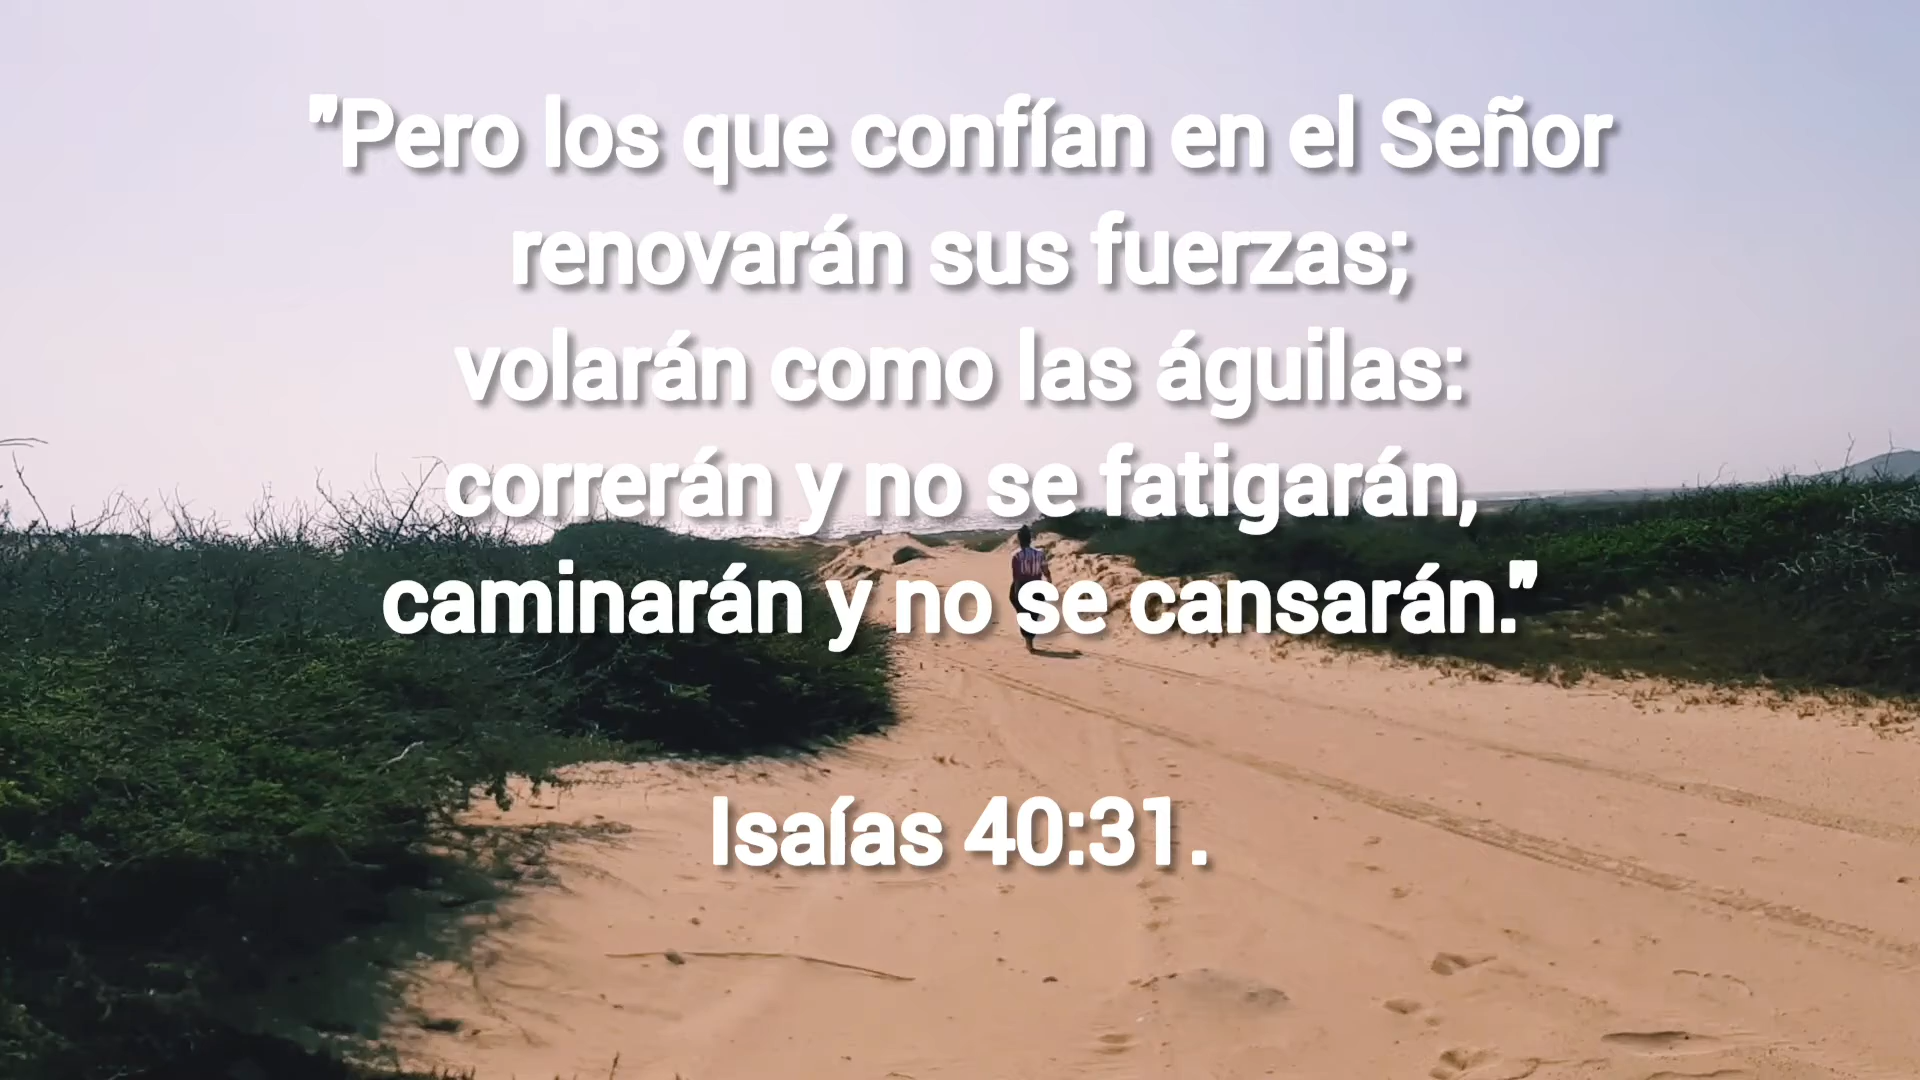 "Pero los que confían en el Señor
renovarán sus fuerzas;
volarán como las águilas:
correrán y no se fatigarán,
caminarán y no se cansarán."
Isaías 40:31.